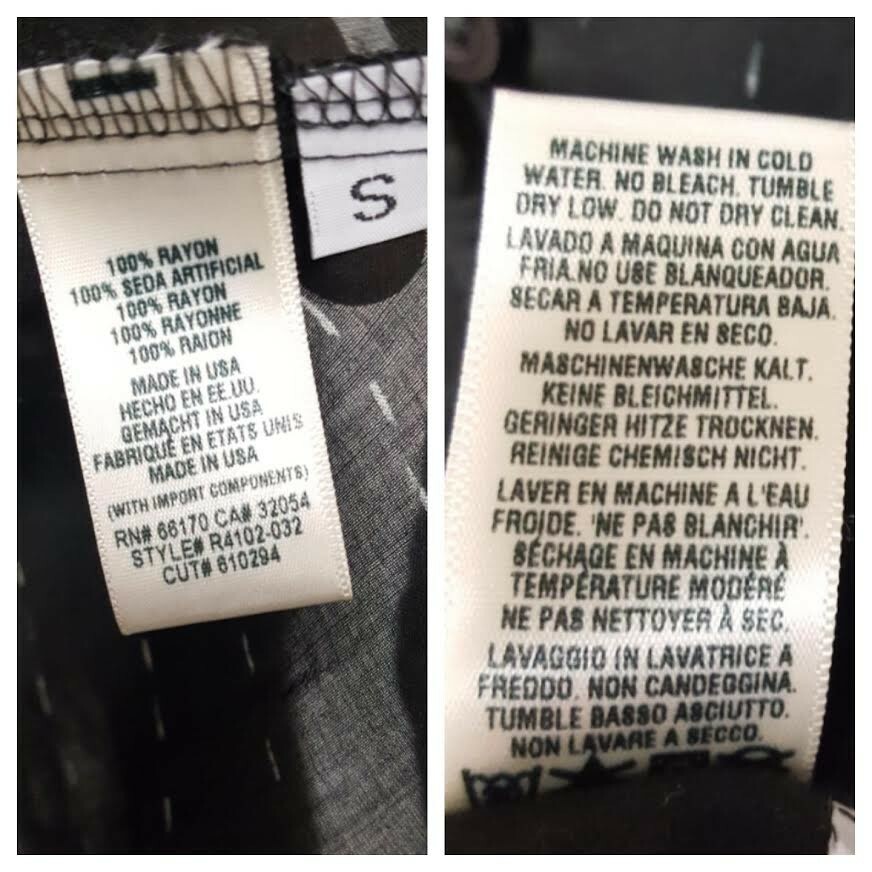 100% RAYON
100% SEDA ARTIFICIAL
100% RAYON
100% RAYONNE
100% RAION
MADE IN USA
HECHO EN EE.UU.
GEMACHT IN USA
FABRIQUÉ EN ETATS UNIS
MADE IN USA
(WITH IMPORT COMPONENTS)
RN# 66170 CA# 32054
STYLE# R4102-032
CUT# 610294
S
MACHINE WASH IN COLD
WATER. NO BLEACH. TUMBLE
DRY LOW. DO NOT DRY CLEAN.
LAVADO A MAQUINA CON AGUA
FRIA.NO USE BLANQUEADOR.
SECAR A TEMPERATURA BAJA.
NO LAVAR EN SECO.
MASCHINENWASCHE KALT.
KEINE BLEICHMITTEL.
GERINGER HITZE TROCKNEN.
REINIGE CHEMISCH NICHT.
LAVER EN MACHINE A L'EAU
FROIDE. 'NE PAS BLANCHIR'.
SÉCHAGE EN MACHINE À
TEMPÉRATURE MODÉRÉ
NE PAS NETTOYER À SEC.
LAVAGGIO IN LAVATRICE A
FREDDO. NON CANDEGGINA.
TUMBLE BASSO ASCIUTTO.
NON LAVARE A SECCO.